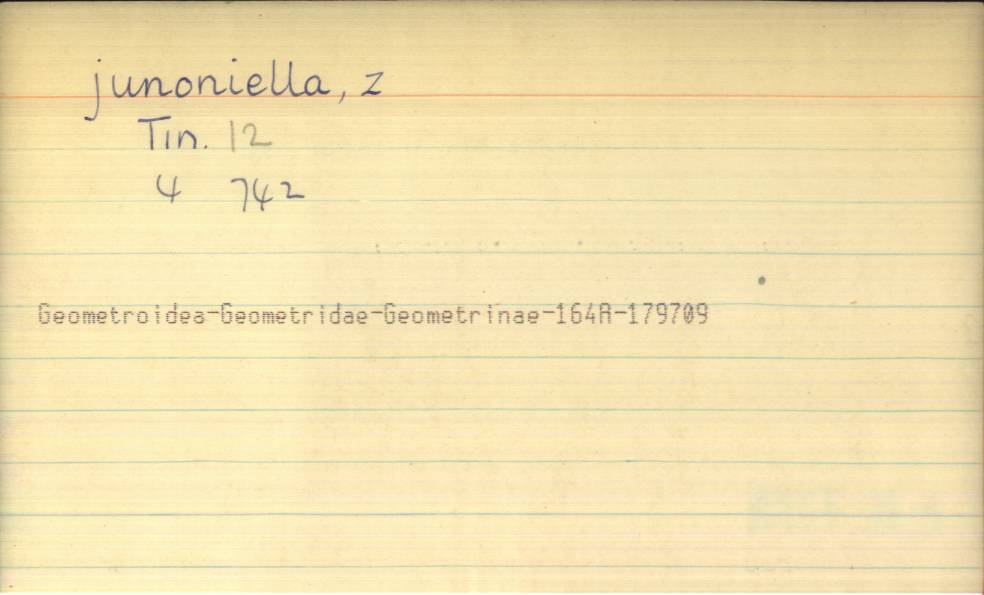 junoniella, z
Tin. 12
4 742
Geometroidea-Geometridae-Geometrinae-164A-179709